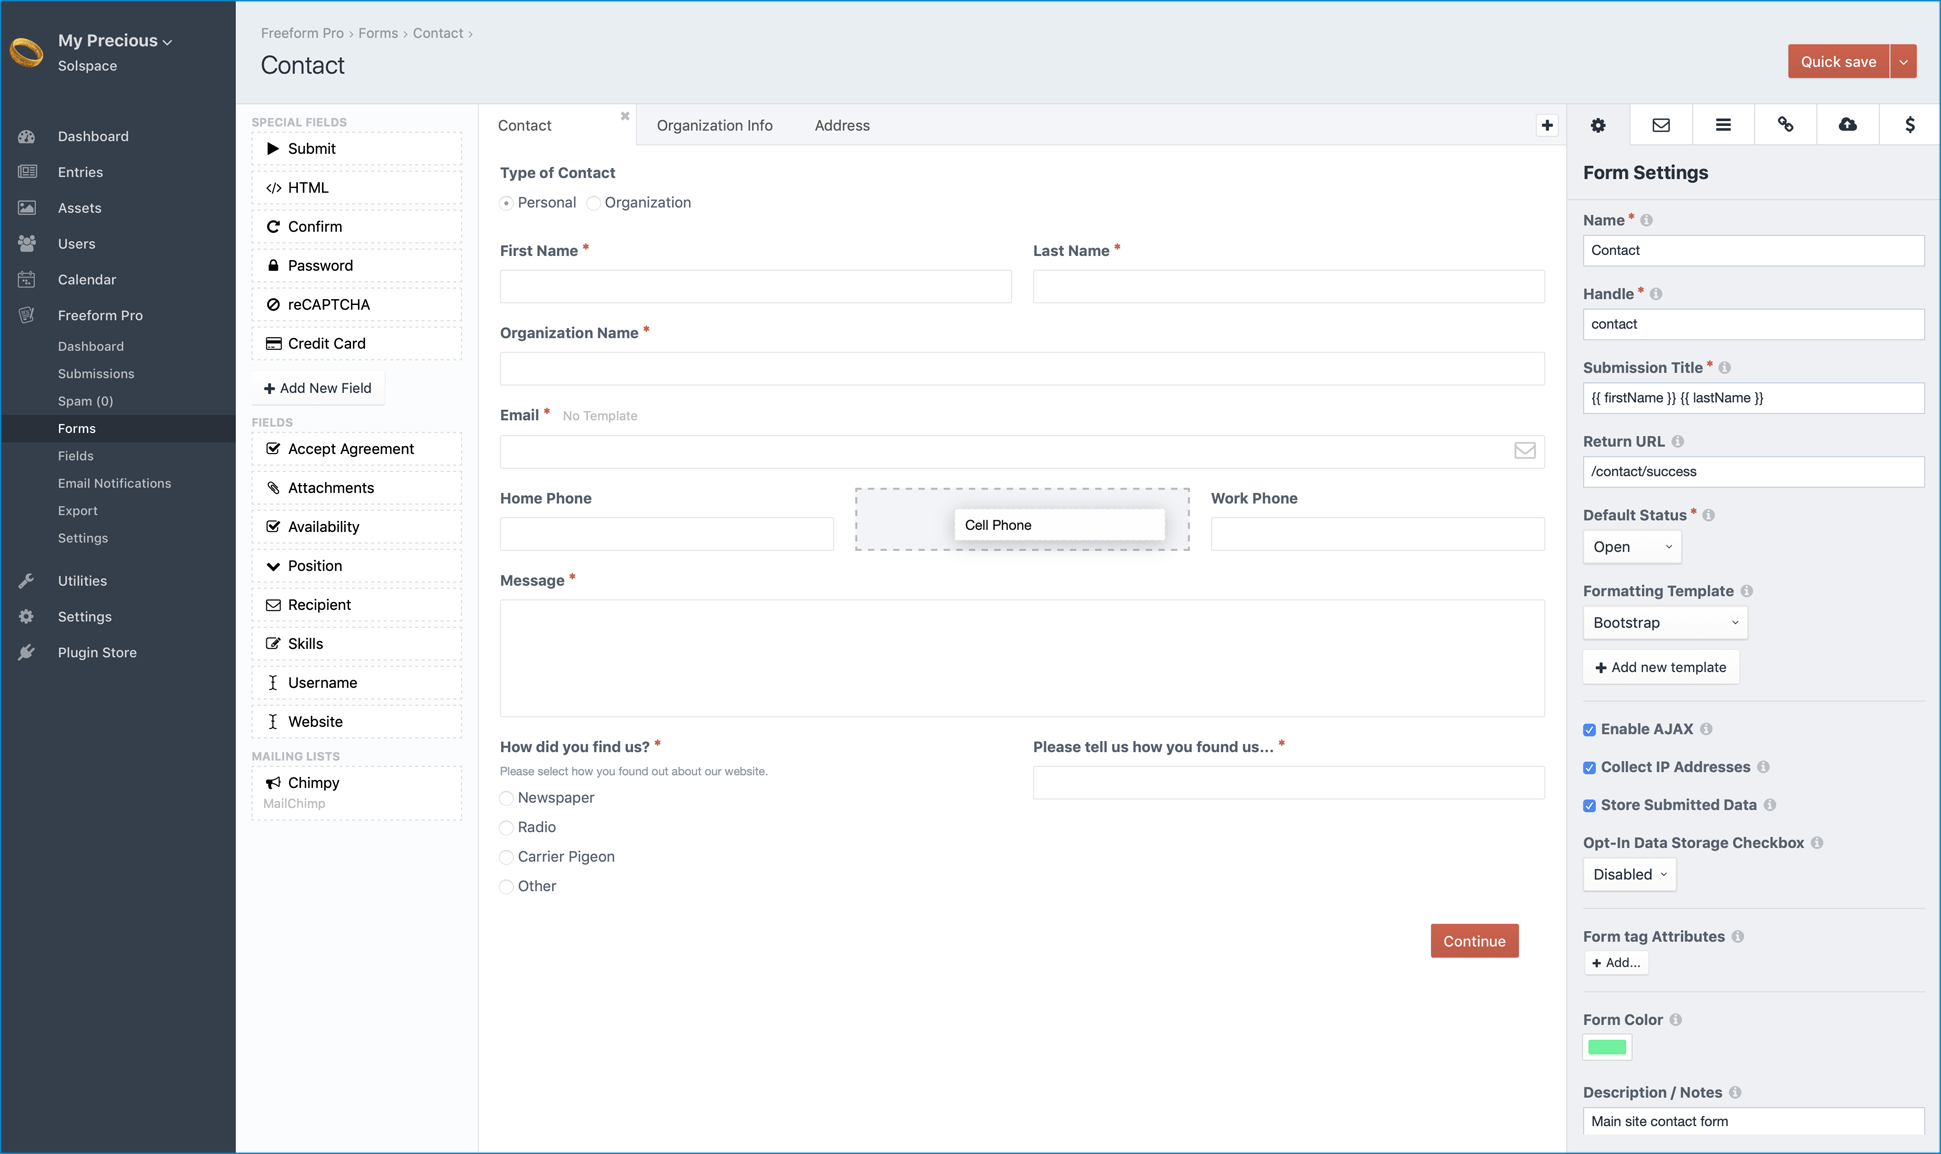 My Precious
Solspace
Dashboard
Entries
Assets
Users
Calendar
Freeform Pro
Dashboard
Submissions
Spam (0)
Forms
Fields
Email Notifications
Export
Settings
Utilities
Settings
Plugin Store
Freeform Pro › Forms › Contact ›
Contact
Quick save
SPECIAL FIELDS
Submit
</> HTML
Confirm
Password
reCAPTCHA
Credit Card
+ Add New Field
FIELDS
Accept Agreement
Attachments
Availability
Position
Recipient
Skills
Username
Website
MAILING LISTS
Chimpy
MailChimp
Contact
Organization Info
Address
Type of Contact
Personal Organization
First Name *
Last Name *
Organization Name *
Email * No Template
Home Phone
Cell Phone
Work Phone
Message *
How did you find us? *
Please select how you found out about our website.
Newspaper
Radio
Carrier Pigeon
Other
Please tell us how you found us... *
Continue
$
Form Settings
Name *
Contact
Handle *
contact
Submission Title *
{{ firstName }} {{ lastName }}
Return URL
/contact/success
Default Status *
Open
Formatting Template
Bootstrap
+ Add new template
Enable AJAX
Collect IP Addresses
Store Submitted Data
Opt-In Data Storage Checkbox
Disabled
Form tag Attributes
+ Add...
Form Color
Description / Notes
Main site contact form